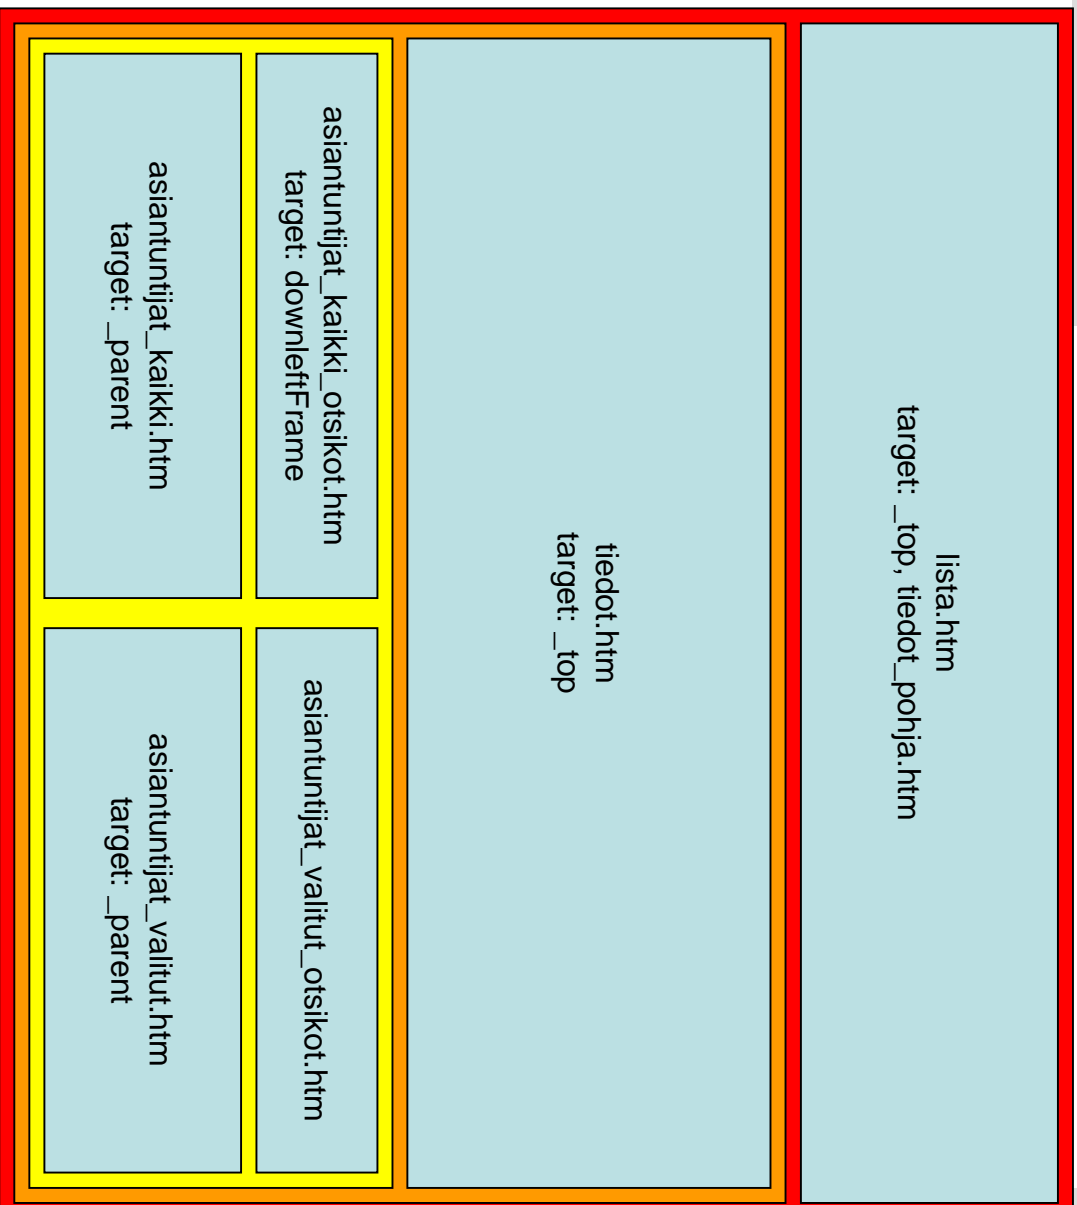 lista.htm
target: _top, tiedot_pohja.htm
tiedot.htm
target: _top
asiantuntijat_kaikki_otsikot.htm
target: downleftFrame
asiantuntijat_valitut_otsikot.htm
asiantuntijat_kaikki.htm
target: _parent
asiantuntijat_valitut.htm
target: _parent